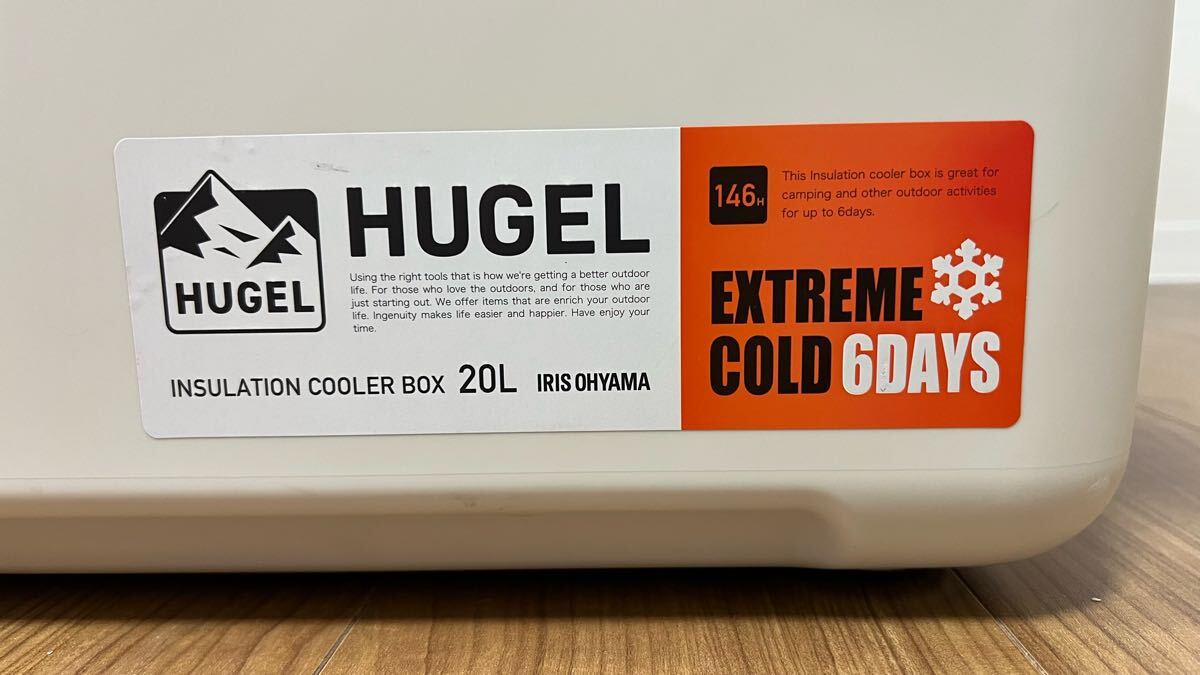 HUGEL
HUGEL
Using the right tools that is how we're getting a better outdoor
life. For those who love the outdoors, and for those who are
just starting out. We offer items that are enrich your outdoor
life. Ingenuity makes life easier and happier. Have enjoy your
time.
INSULATION COOLER BOX 20L IRIS OHYAMA
146H
This Insulation cooler box is great for
camping and other outdoor activities
for up to 6days.
EXTREME
COLD 6DAYS